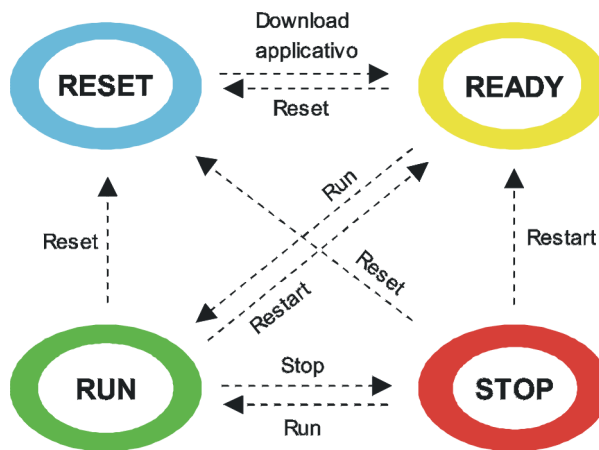 Download
applicativo
RESET
READY
Reset
Run
Reset
Restart
Reset
Restart
Stop
RUN
STOP
Run